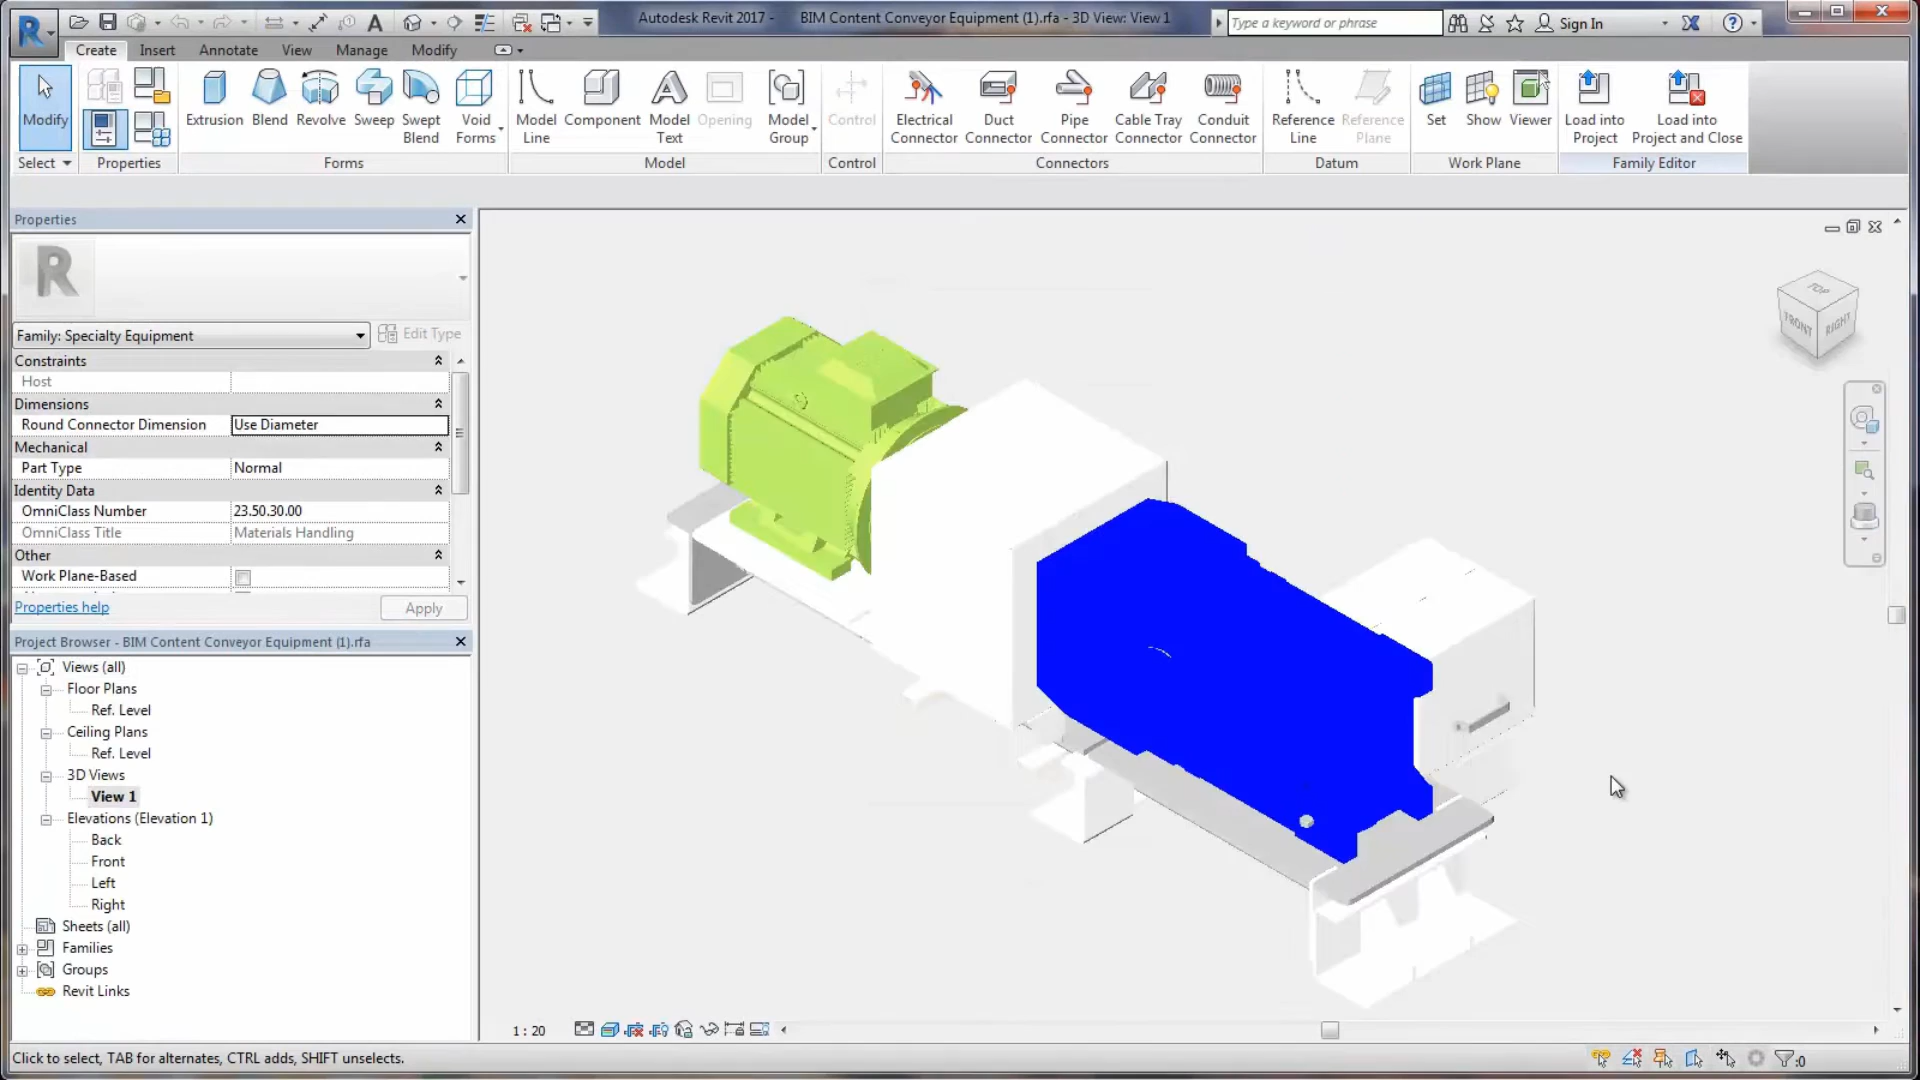 Autodesk Revit 2017 - BIM Content Conveyor Equipment (1).rfa - 3D View: View 1
Type a keyword or phrase
Sign In
Create Insert Annotate View Manage Modify
Modify
Extrusion Blend Revolve Sweep Swept Blend Void Forms
Model Line Component Model Text Opening Model Group
Control
Electrical Connector Duct Connector Pipe Connector Cable Tray Connector Conduit Connector
Reference Line Reference Plane
Set Show Viewer
Load into Project Load into Project and Close
Select Properties Forms Model Control Connectors Datum Work Plane Family Editor
Properties
R
Family: Specialty Equipment Edit Type
Constraints
Host
Dimensions
Round Connector Dimension Use Diameter
Mechanical
Part Type Normal
Identity Data
OmniClass Number 23.50.30.00
OmniClass Title Materials Handling
Other
Work Plane-Based
Properties help Apply
Project Browser - BIM Content Conveyor Equipment (1).rfa
Views (all)
Floor Plans
Ref. Level
Ceiling Plans
Ref. Level
3D Views
View 1
Elevations (Elevation 1)
Back
Front
Left
Right
Sheets (all)
Families
Groups
Revit Links
TOP
FRONT RIGHT
1 : 20
Click to select, TAB for alternates, CTRL adds, SHIFT unselects.
:0